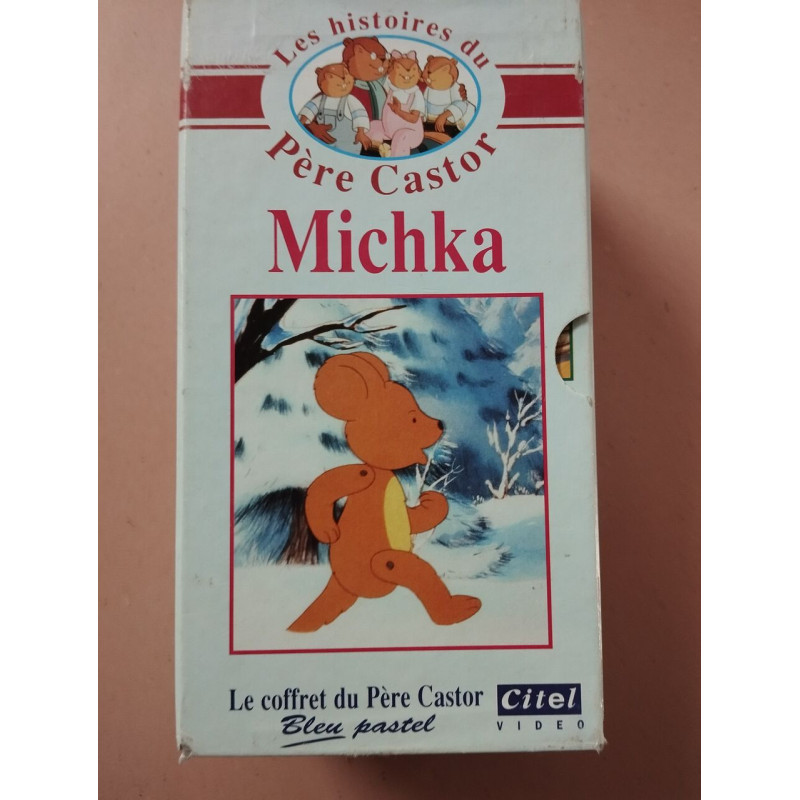 Les histoires du
Père Castor
Michka
Le coffret du Père Castor
Bleu pastel
Citel
VIDEO